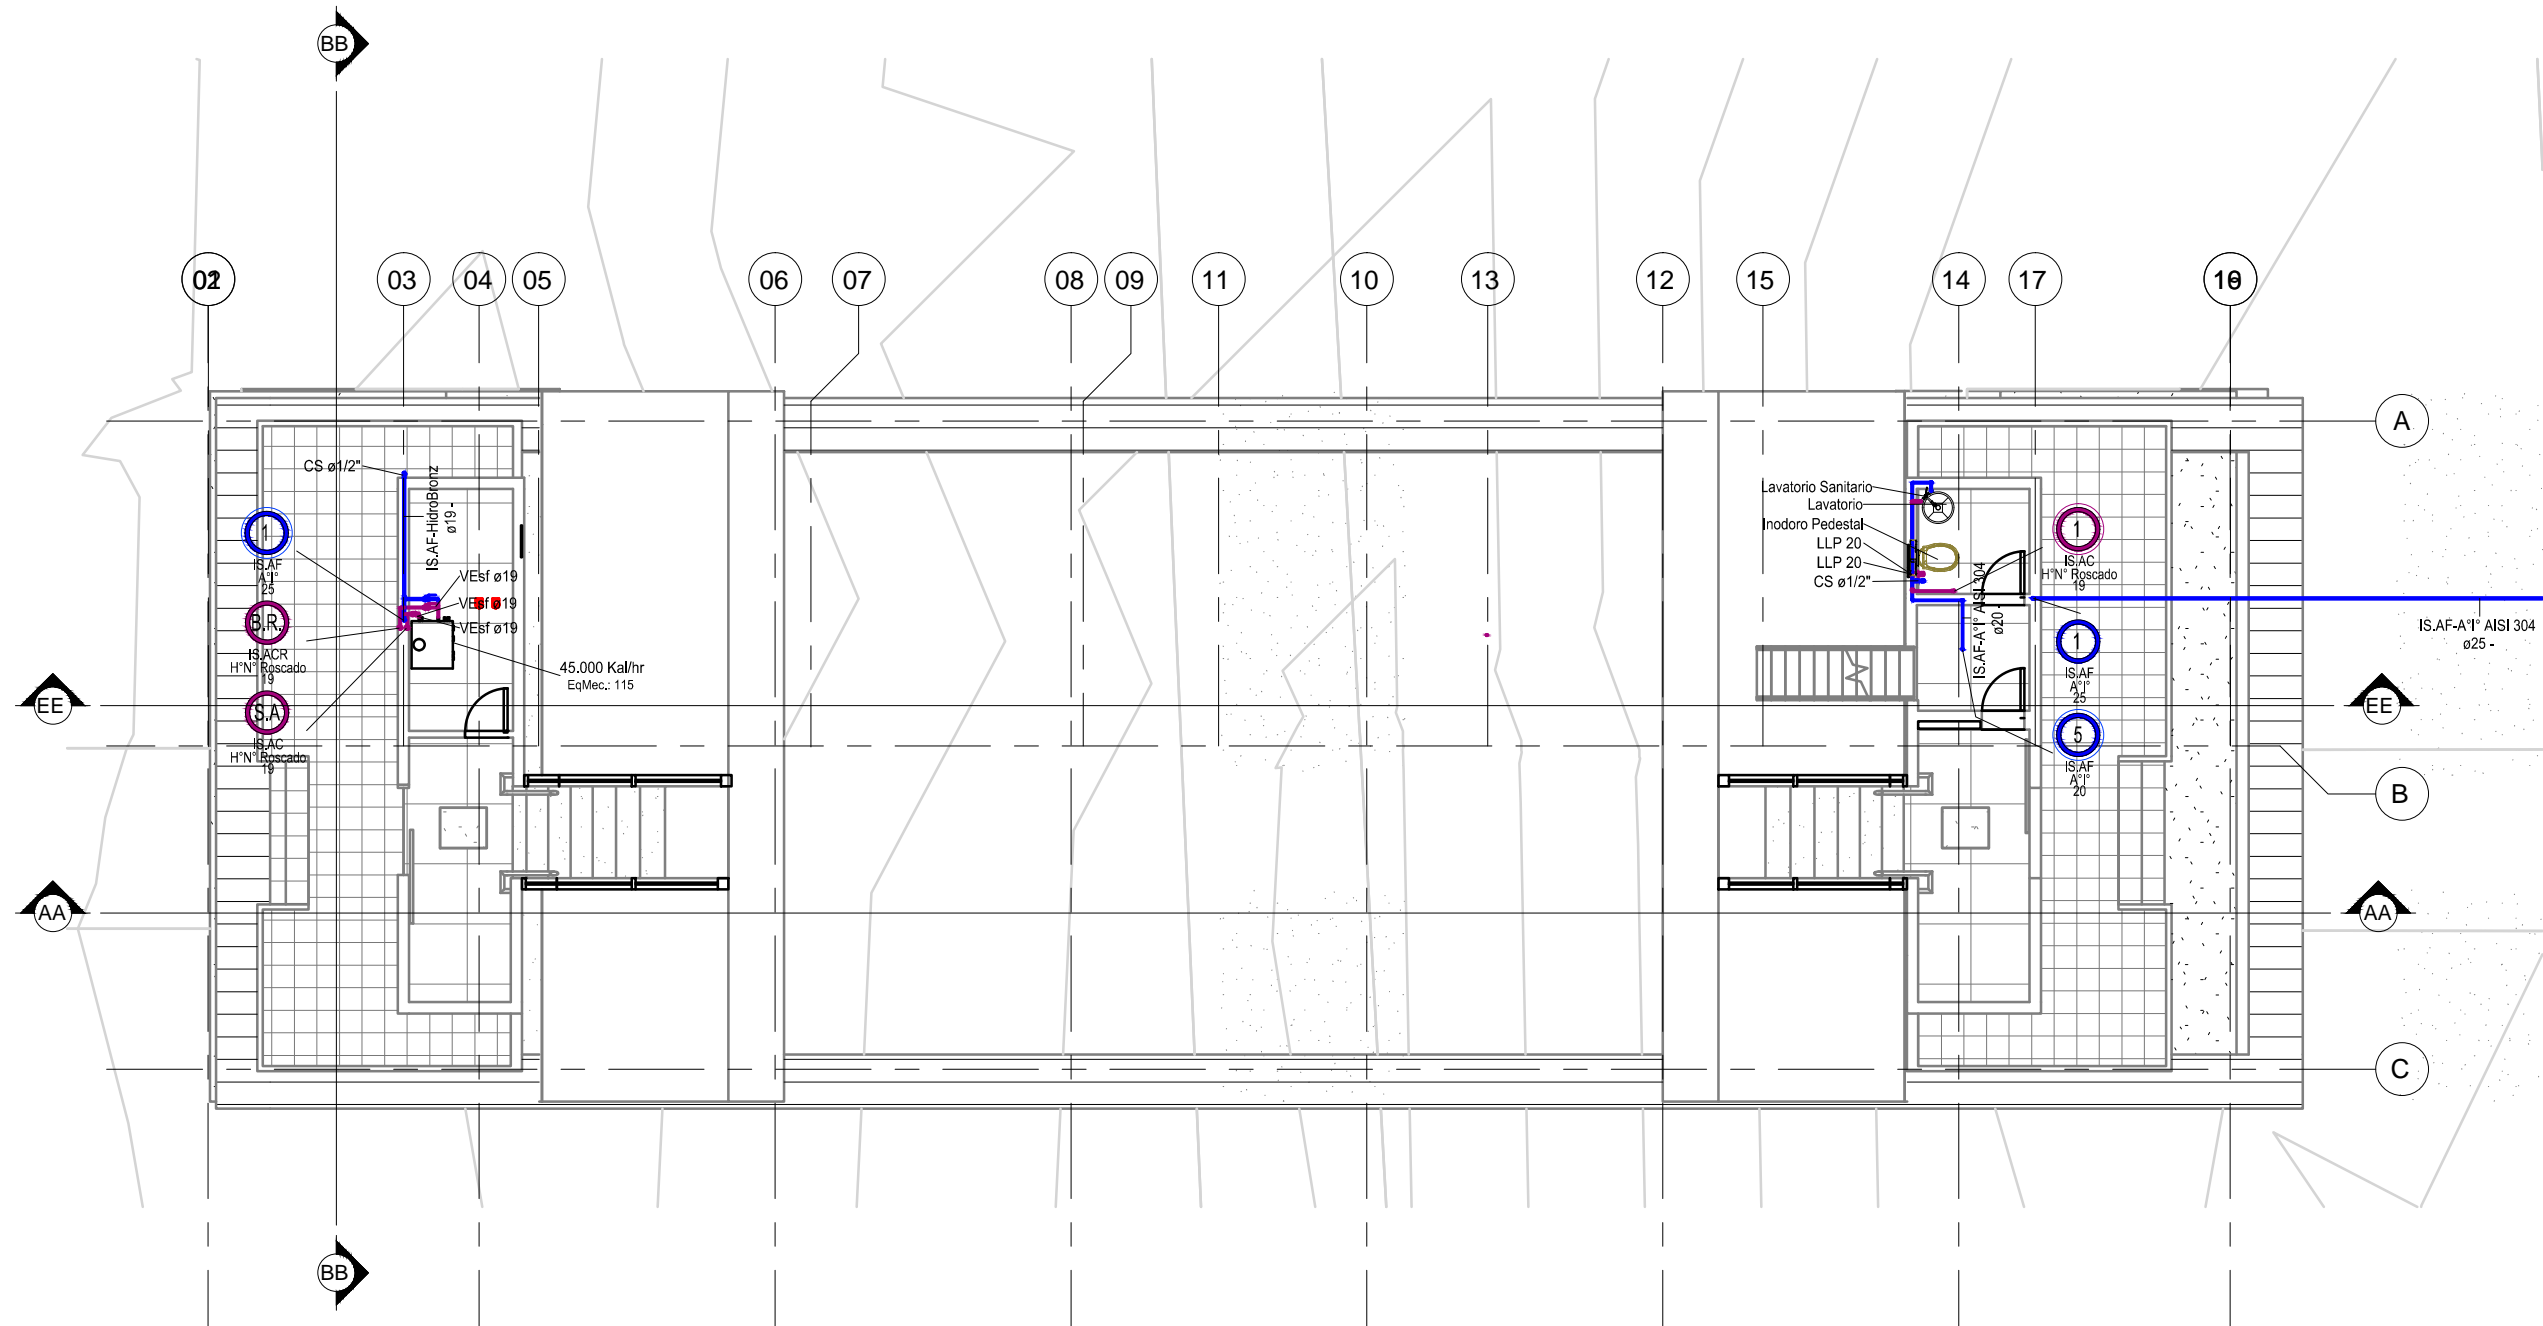 BB
03
04
05
06
07
08
09
11
10
13
12
15
14
17
A
CS ø1/2"
IS.AF-HidroBronz
ø19 -
1
IS.AF
A°I°
25
VEsf ø19
VEsf ø19
VEsf ø19
B.R.
IS.ACR
H°N° Roscado
19
45.000 Kal/hr
EqMec.: 115
S.A.
IS.AC
H°N° Roscado
19
Lavatorio Sanitario
Lavatorio
Inodoro Pedestal
LLP 20
LLP 20
CS ø1/2"
IS.AF-A°I° AISI 304
ø20 -
1
IS.AC
H°N° Roscado
19
1
IS.AF
A°I°
25
IS.AF-A°I° AISI 304
ø25 -
5
IS.AF
A°I°
20
EE
EE
B
AA
AA
C
BB